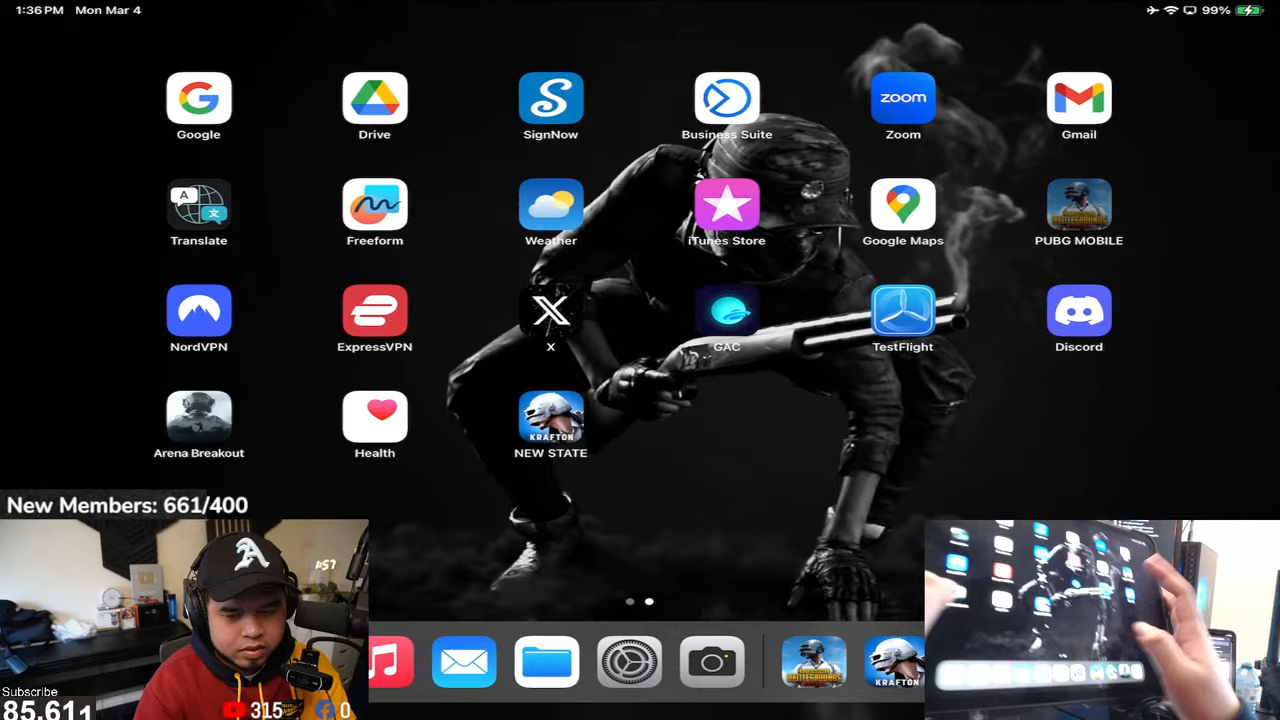 1:36 PM Mon Mar 4
99%
Google
Drive
SignNow
Business Suite
zoom
Zoom
Gmail
A
文
Translate
Freeform
Weather
iTunes Store
Google Maps
BATTLEGROUNDS
PUBG MOBILE
NordVPN
ExpressVPN
X
GAC
TestFlight
Discord
Arena Breakout
Health
KRAFTON
NEW STATE
New Members: 661/400
A
Subscribe
85,611
315
0
BATTLEGROUNDS
KRAFTON